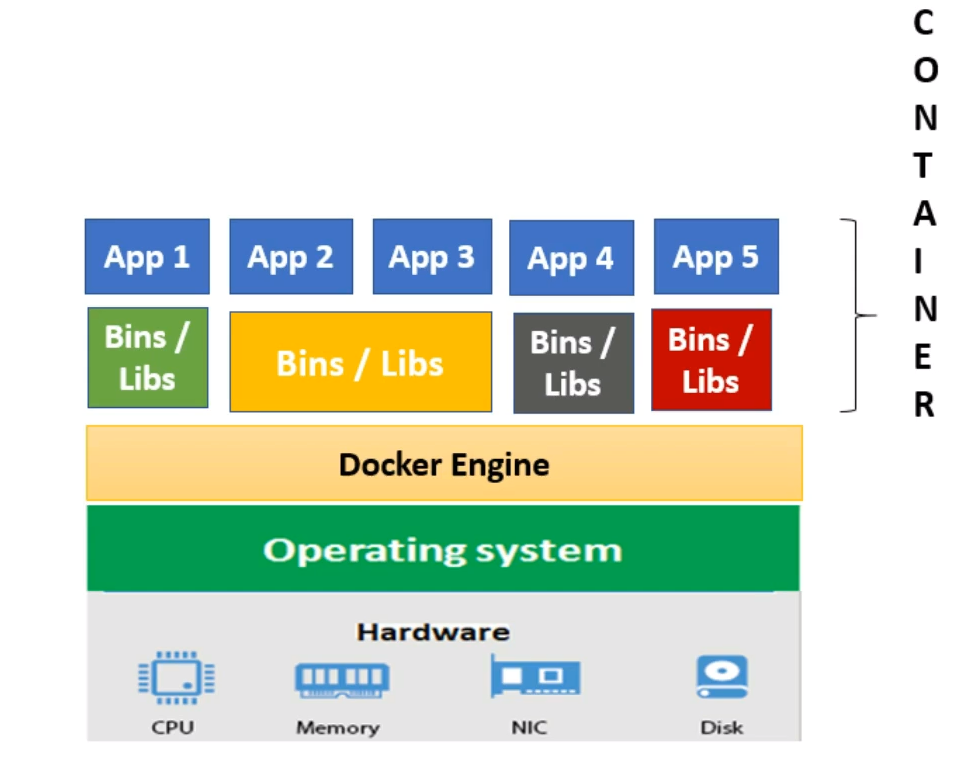 C
O
N
T
A
I
N
E
R
App 1 App 2 App 3 App 4 App 5
Bins /
Libs
Bins / Libs
Bins /
Libs
Bins /
Libs
Docker Engine
Operating system
Hardware
CPU Memory NIC Disk